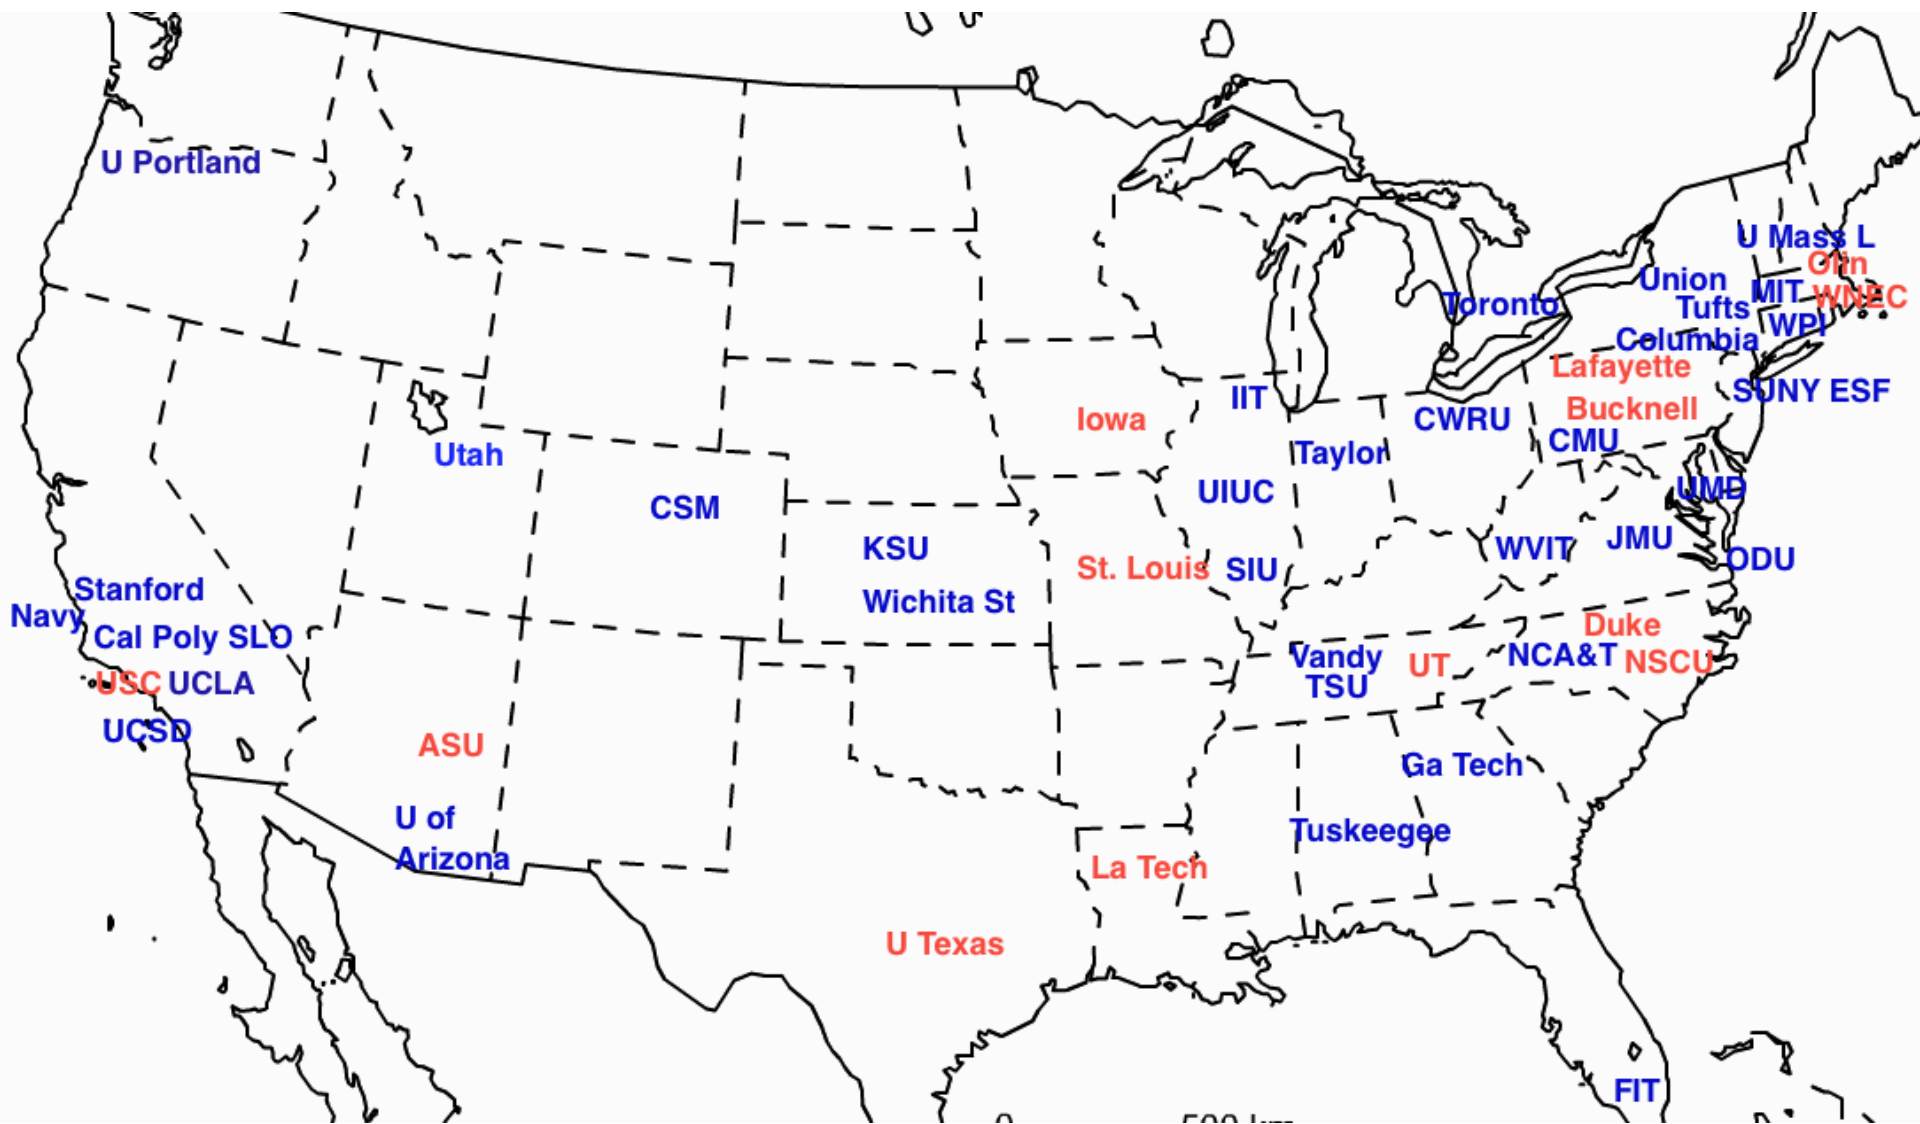 U Portland
U Mass L
Olin
Union
MIT
WNEC
Toronto
Tufts
WPI
Columbia
Lafayette
SUNY ESF
IIT
Iowa
Bucknell
CWRU
CMU
Utah
Taylor
UIUC
UMD
CSM
KSU
WVIT
JMU
ODU
St. Louis
SIU
Stanford
Wichita St
Navy
Cal Poly SLO
Duke
Vandy
UT
NCA&T
NSCU
USC
UCLA
TSU
UCSD
ASU
Ga Tech
U of
Arizona
Tuskeegee
La Tech
U Texas
FIT